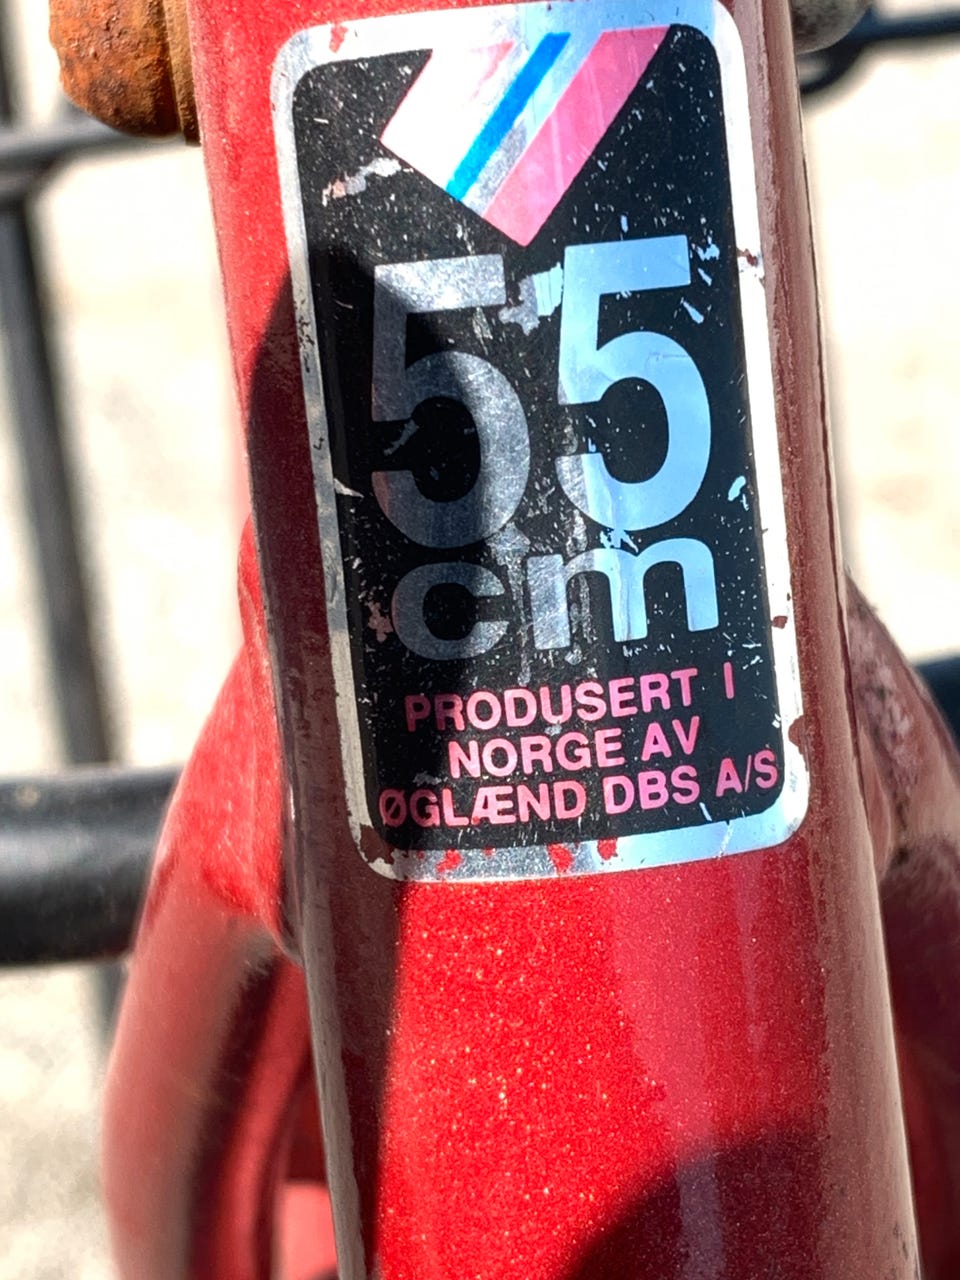 55
cm
PRODUSERT I
NORGE AV
ØGLÆND DBS A/S